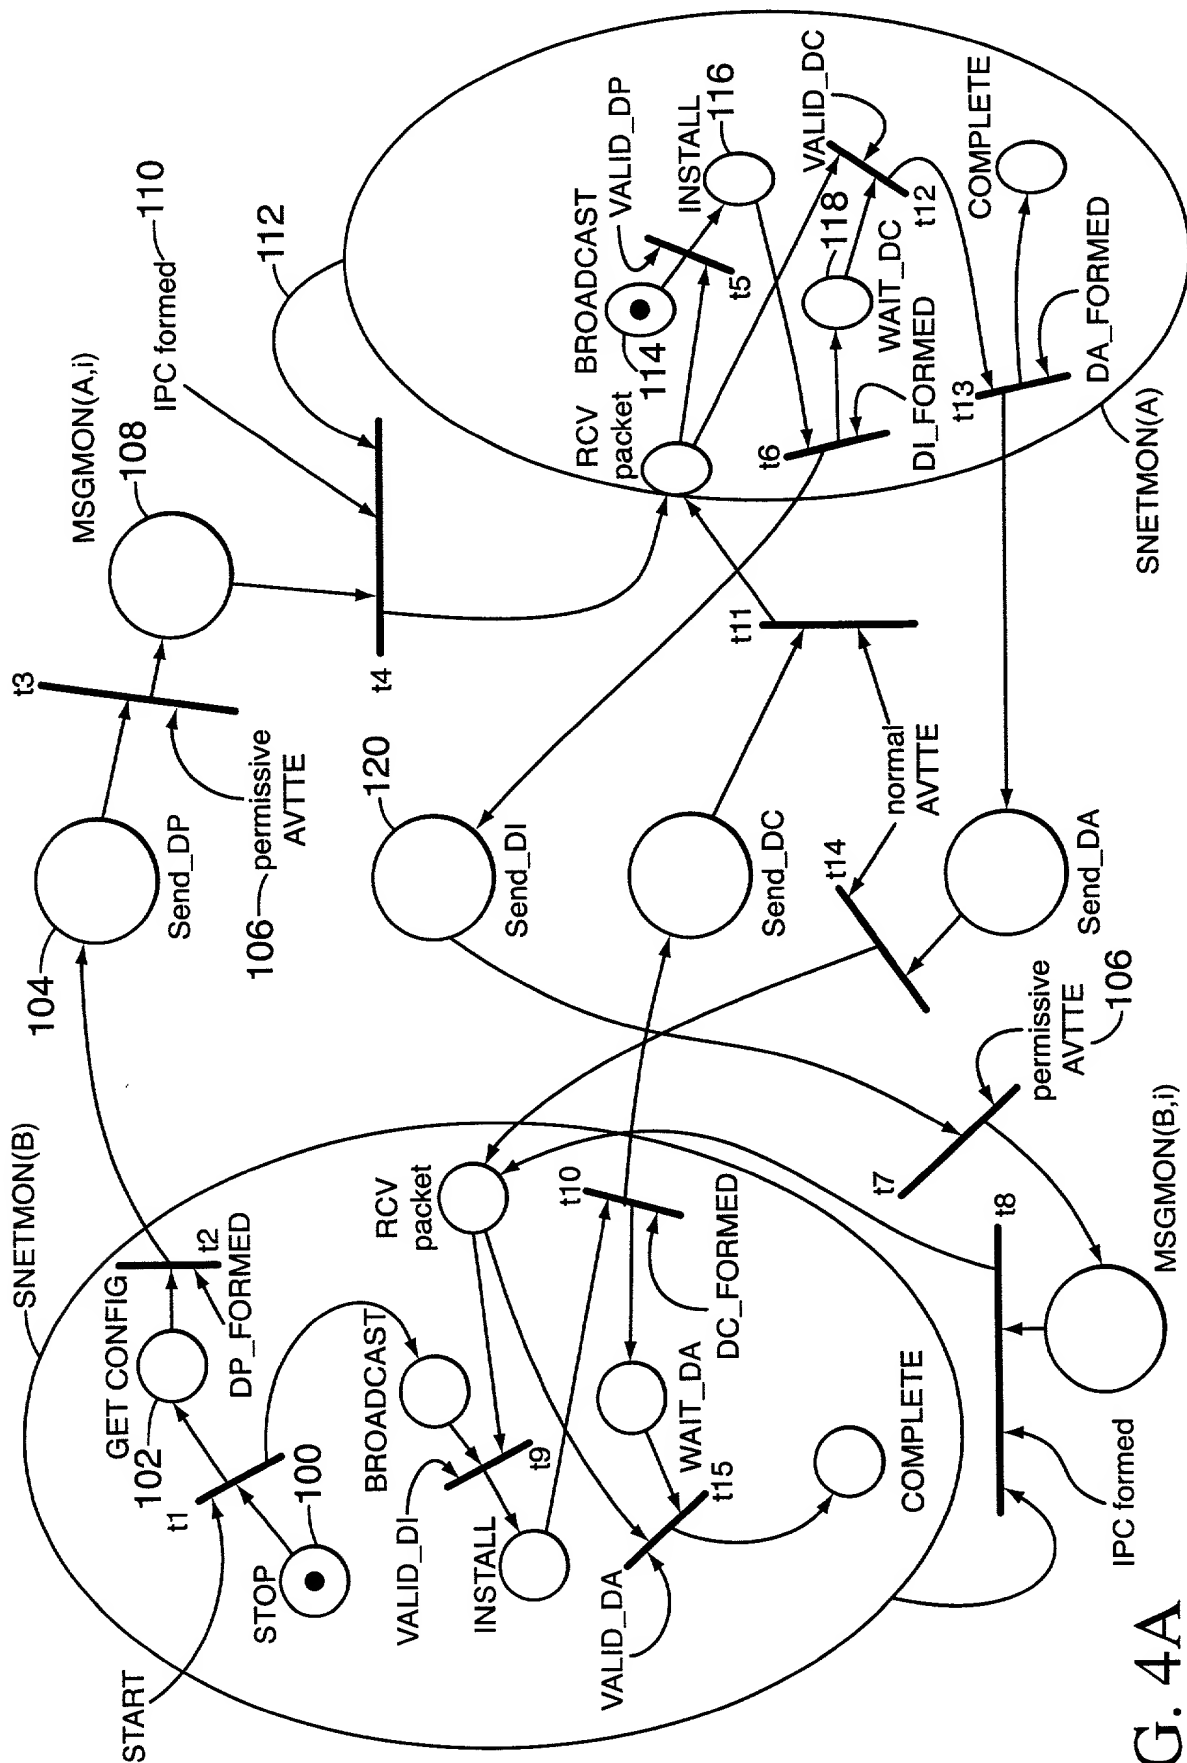 START
SNETMON(B)
t1
GET CONFIG
102
STOP
100
t2
DP_FORMED
104
Send_DP
t3
106
permissive
AVTTE
MSGMON(A,i)
108
IPC formed
110
t4
112
BROADCAST
VALID_DI
t9
INSTALL
RCV
packet
t10
DC_FORMED
WAIT_DA
VALID_DA
t15
COMPLETE
120
Send_DI
Send_DC
t11
normal
AVTTE
t14
Send_DA
permissive
AVTTE
106
t7
t8
MSGMON(B,i)
IPC formed
RCV
packet
BROADCAST
114
VALID_DP
t5
INSTALL
116
t6
DI_FORMED
118
WAIT_DC
VALID_DC
t12
t13
DA_FORMED
COMPLETE
SNETMON(A)
G. 4A